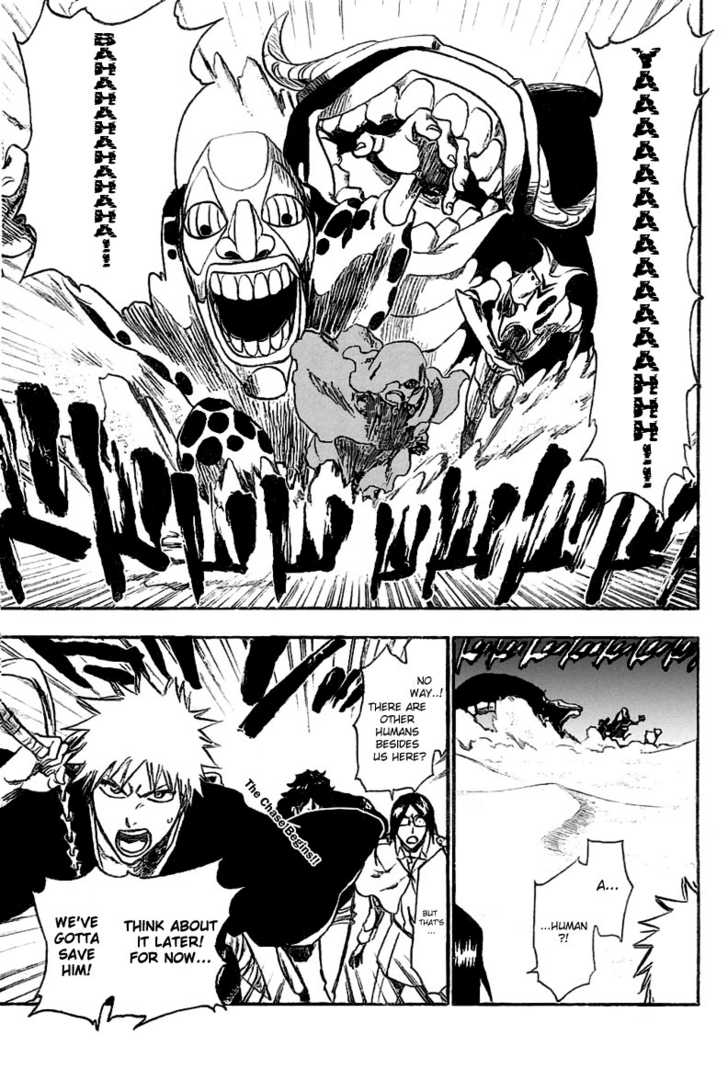 YAAAAAAAAAAAAHHH!!
BAHAHAHAHAHAHA!!
A...
...HUMAN
?!
NO
WAY..!
THERE ARE
OTHER
HUMANS
BESIDES
US HERE?
BUT
THAT'S
...
The Chase Begins!!
THINK ABOUT
IT LATER!
FOR NOW...
WE'VE
GOTTA
SAVE
HIM!